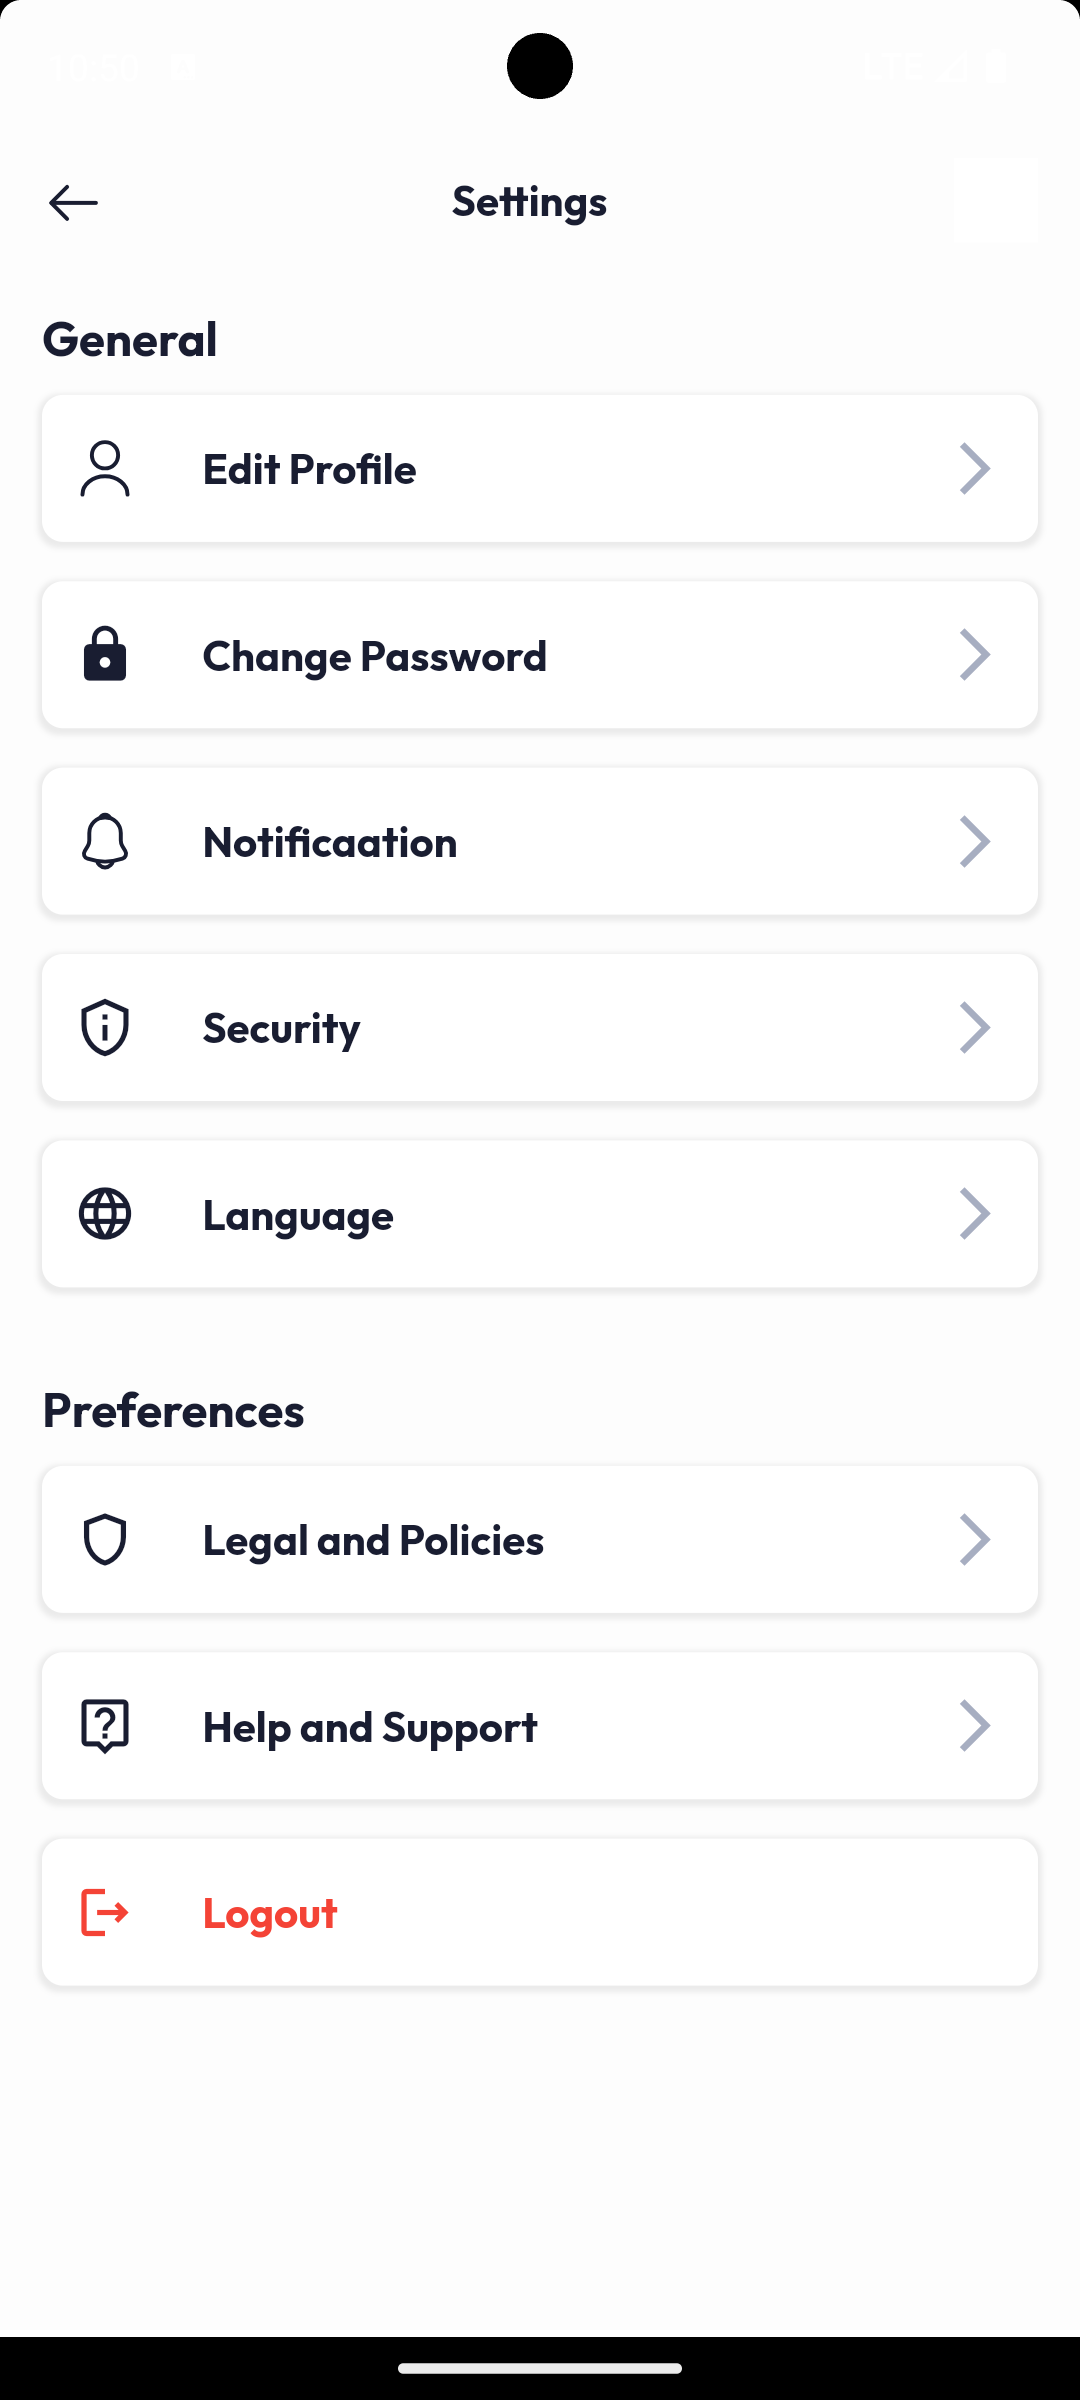 Settings
General
Edit Profile
Change Password
Notificaation
Security
Language
Preferences
Legal and Policies
Help and Support
Logout